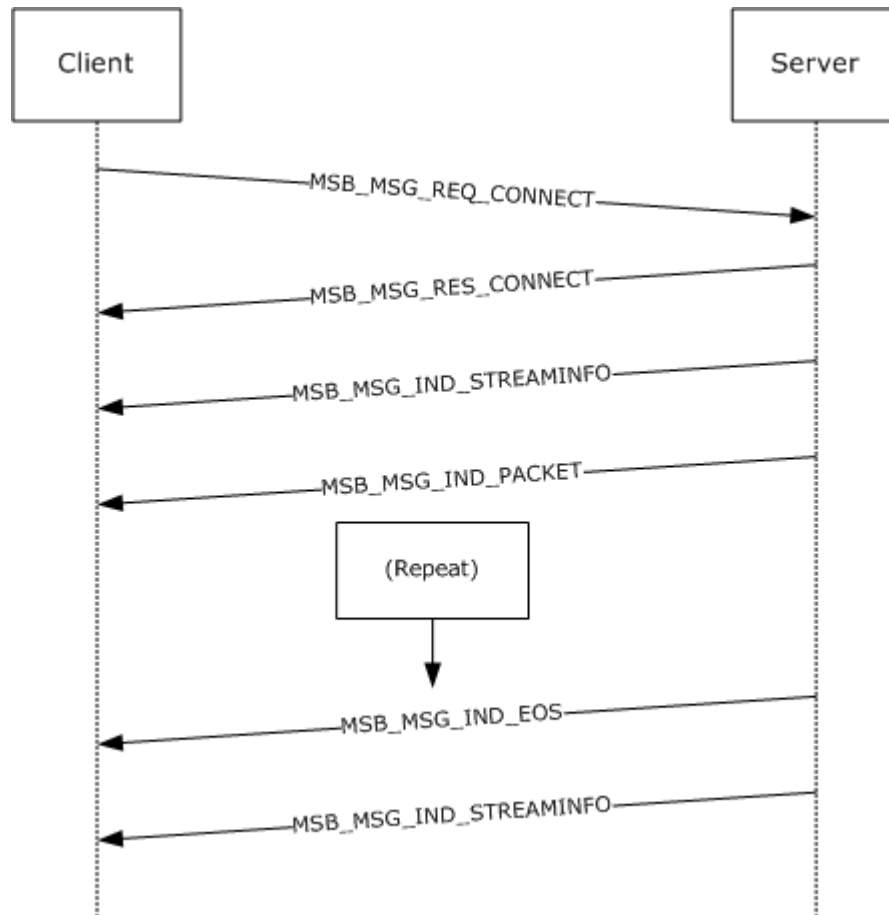 Client
Server
MSB_MSG_REQ_CONNECT
MSB_MSG_RES_CONNECT
MSB_MSG_IND_STREAMINFO
MSB_MSG_IND_PACKET
(Repeat)
MSB_MSG_IND_EOS
MSB_MSG_IND_STREAMINFO